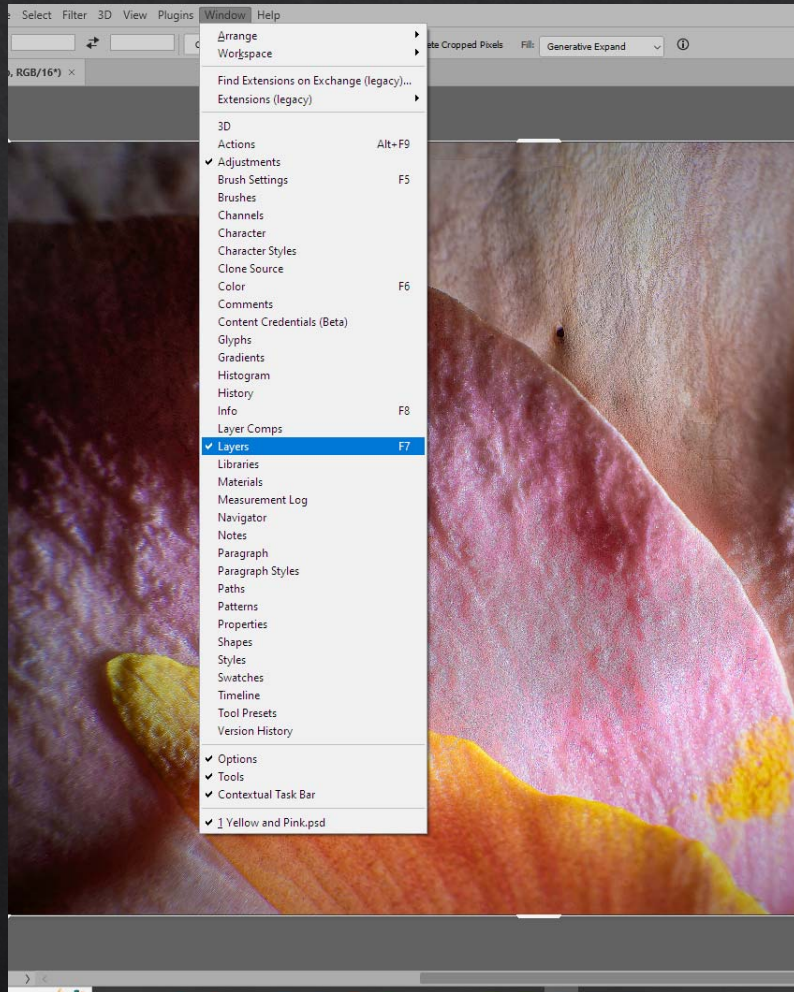 Select Filter 3D View Plugins Window Help
ete Cropped Pixels Fill: Generative Expand
, RGB/16*) ×
Arrange
Workspace
Find Extensions on Exchange (legacy)...
Extensions (legacy)
3D
Actions Alt+F9
Adjustments
Brush Settings F5
Brushes
Channels
Character
Character Styles
Clone Source
Color F6
Comments
Content Credentials (Beta)
Glyphs
Gradients
Histogram
History
Info F8
Layer Comps
Layers F7
Libraries
Materials
Measurement Log
Navigator
Notes
Paragraph
Paragraph Styles
Paths
Patterns
Properties
Shapes
Styles
Swatches
Timeline
Tool Presets
Version History
Options
Tools
Contextual Task Bar
1 Yellow and Pink.psd